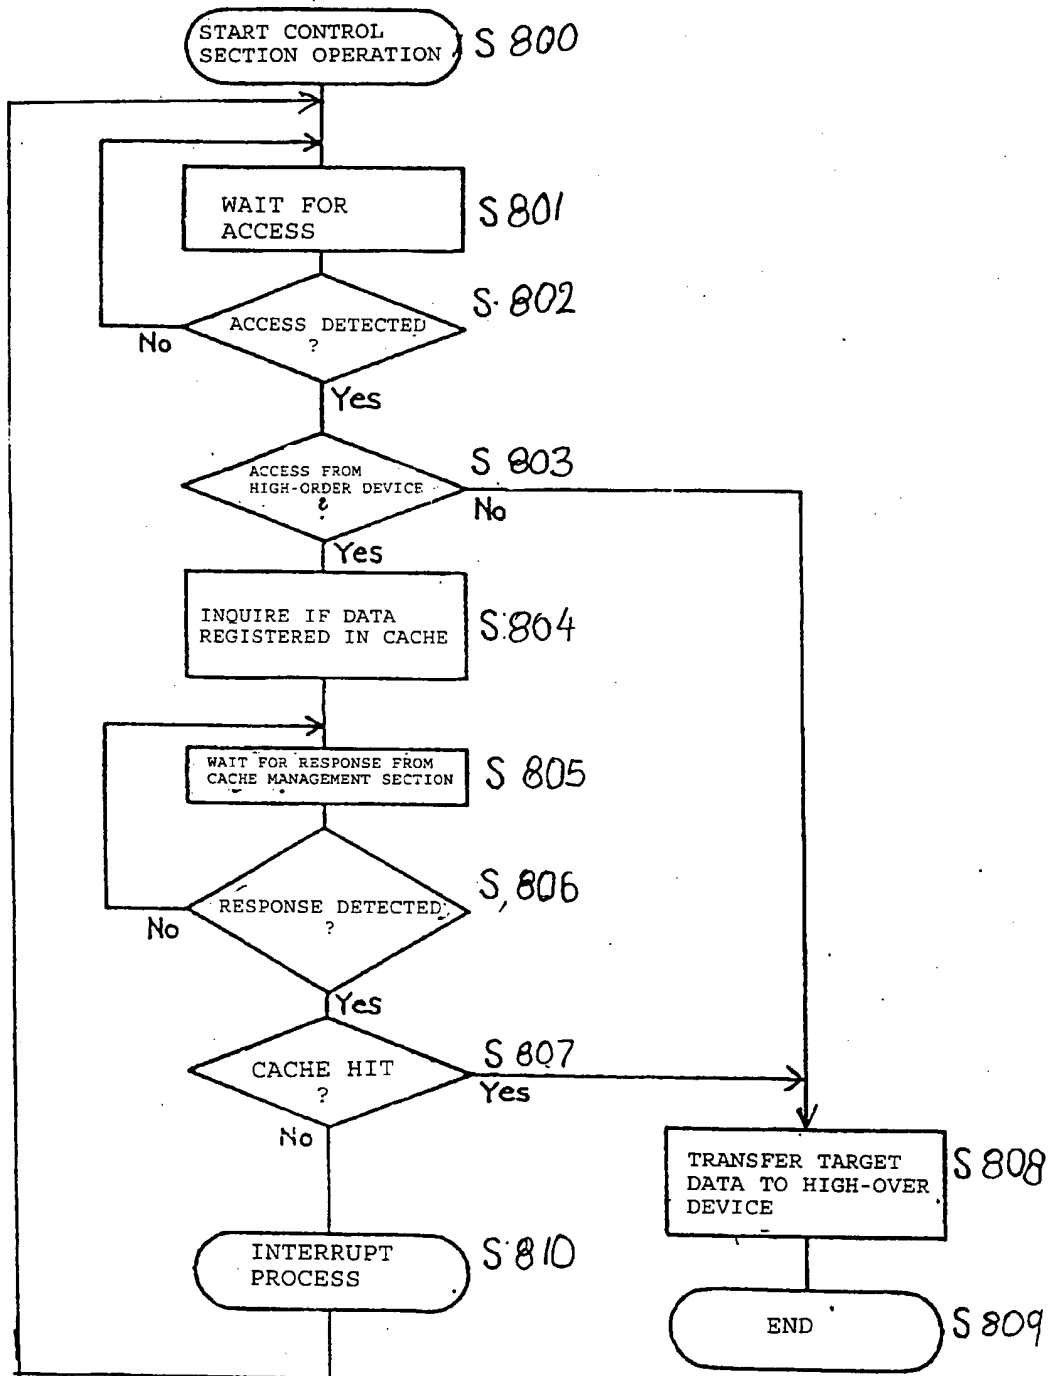 START CONTROL
SECTION OPERATION
S 800
WAIT FOR
ACCESS
S 801
S 802
ACCESS DETECTED
?
No
Yes
S 803
ACCESS FROM
HIGH-ORDER DEVICE
?
No
Yes
INQUIRE IF DATA
REGISTERED IN CACHE
S 804
WAIT FOR RESPONSE FROM
CACHE MANAGEMENT SECTION
S 805
S 806
RESPONSE DETECTED
?
No
Yes
S 807
CACHE HIT
?
Yes
No
TRANSFER TARGET
DATA TO HIGH-OVER
DEVICE
S 808
INTERRUPT
PROCESS
S 810
END
S 809